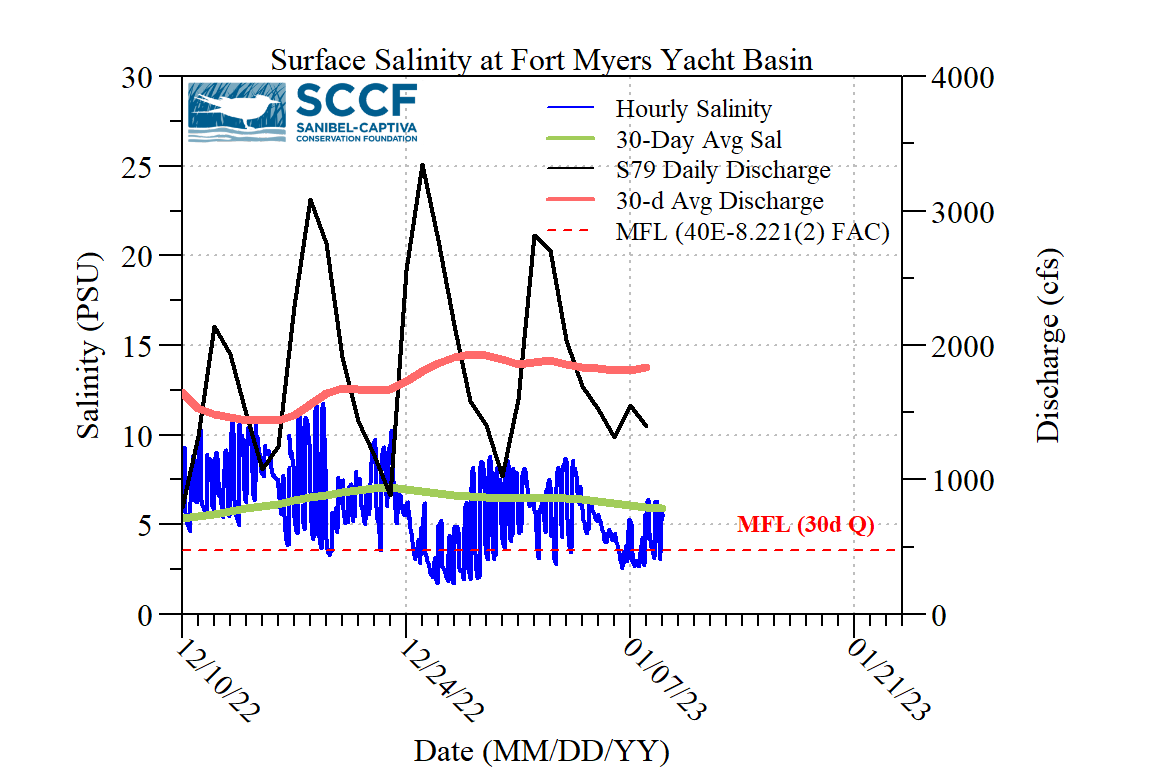 Surface Salinity at Fort Myers Yacht Basin
SCCF
SANIBEL-CAPTIVA
CONSERVATION FOUNDATION
Hourly Salinity
30-Day Avg Sal
S79 Daily Discharge
30-d Avg Discharge
MFL (40E-8.221(2) FAC)
MFL (30d Q)
Salinity (PSU)
30
25
20
15
10
5
0
Discharge (cfs)
4000
3000
2000
1000
0
12/10/22
12/24/22
01/07/23
01/21/23
Date (MM/DD/YY)